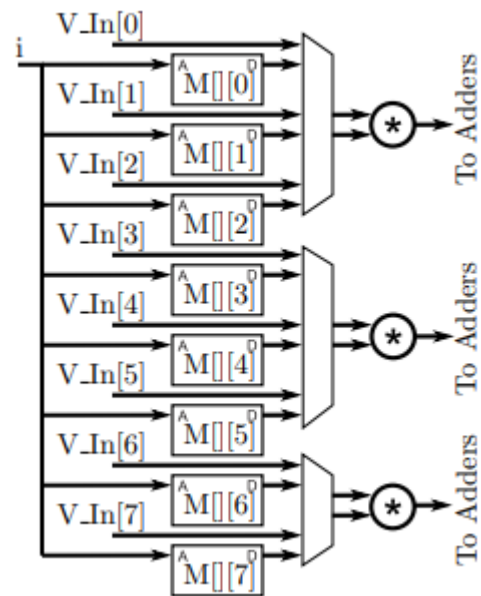 V_In[0]
i
A D
M[][0]
V_In[1]
A D
M[][1]
V_In[2]
A D
M[][2]
*
To Adders
V_In[3]
A D
M[][3]
V_In[4]
A D
M[][4]
V_In[5]
A D
M[][5]
*
To Adders
V_In[6]
A D
M[][6]
V_In[7]
A D
M[][7]
*
To Adders